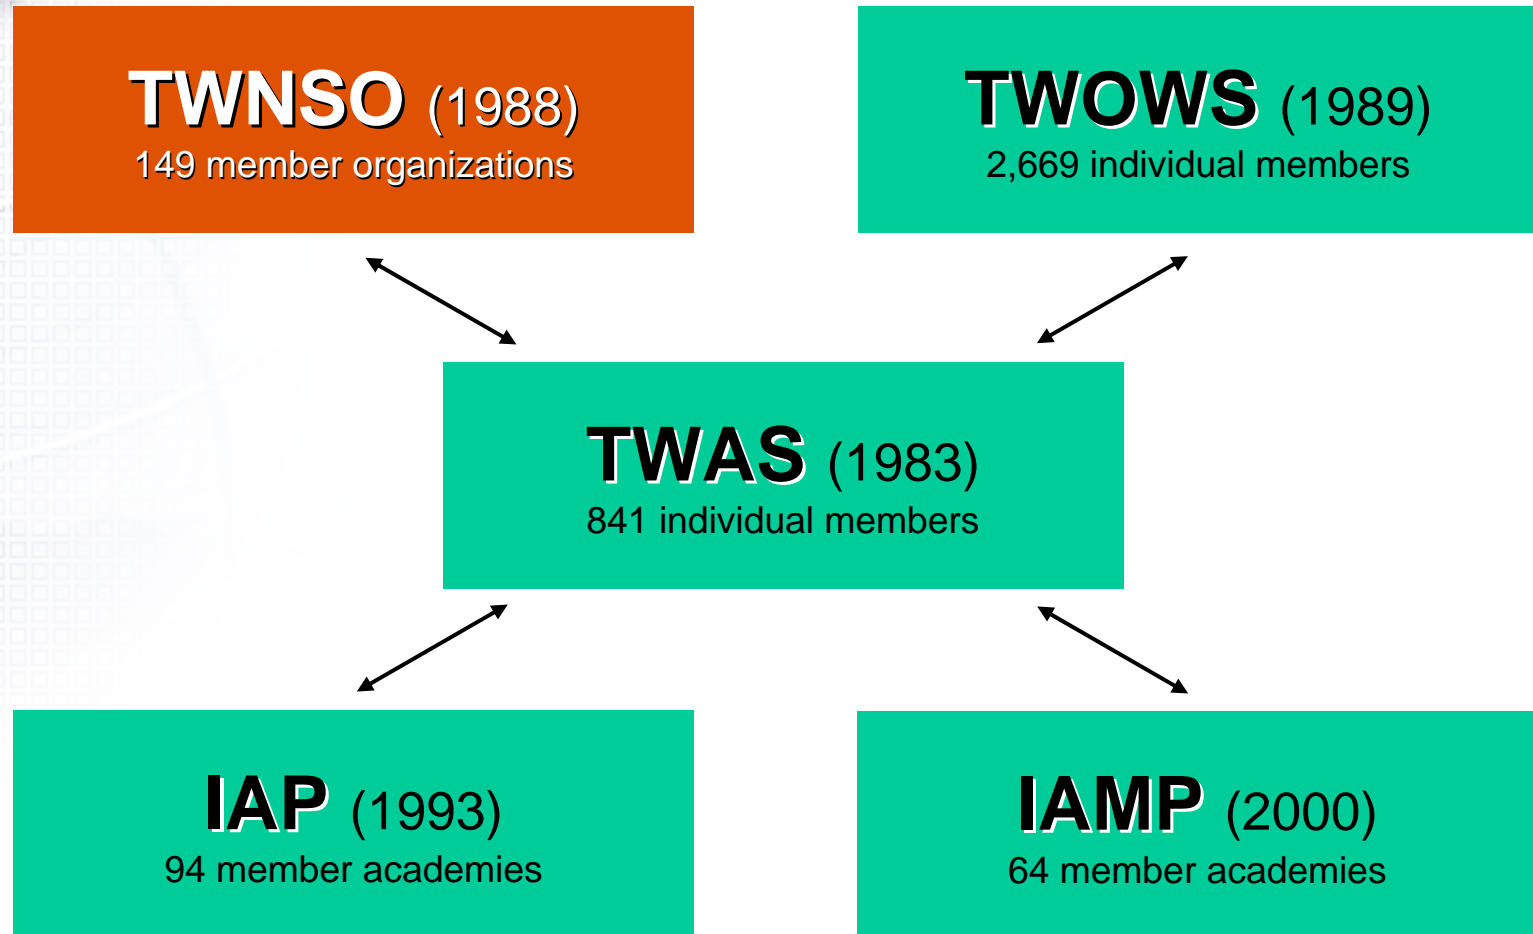 TWNSO (1988)
149 member organizations
TWOWS (1989)
2,669 individual members
TWAS (1983)
841 individual members
IAP (1993)
94 member academies
IAMP (2000)
64 member academies